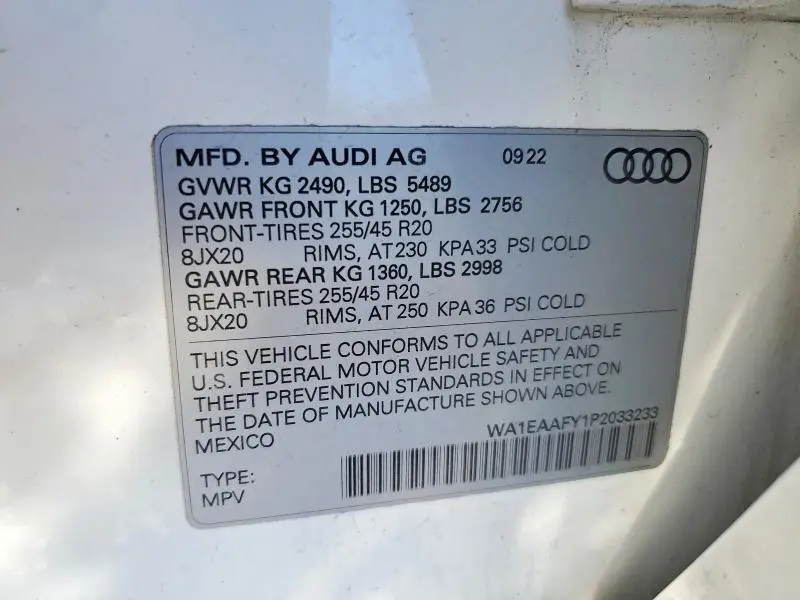 MFD. BY AUDI AG 09 22
GVWR KG 2490, LBS 5489
GAWR FRONT KG 1250, LBS 2756
FRONT-TIRES 255/45 R20
8JX20 RIMS, AT 230 KPA 33 PSI COLD
GAWR REAR KG 1360, LBS 2998
REAR-TIRES 255/45 R20
8JX20 RIMS, AT 250 KPA 36 PSI COLD
THIS VEHICLE CONFORMS TO ALL APPLICABLE
U.S. FEDERAL MOTOR VEHICLE SAFETY AND
THEFT PREVENTION STANDARDS IN EFFECT ON
THE DATE OF MANUFACTURE SHOWN ABOVE.
MEXICO WA1EAAFY1P2033233
TYPE:
MPV